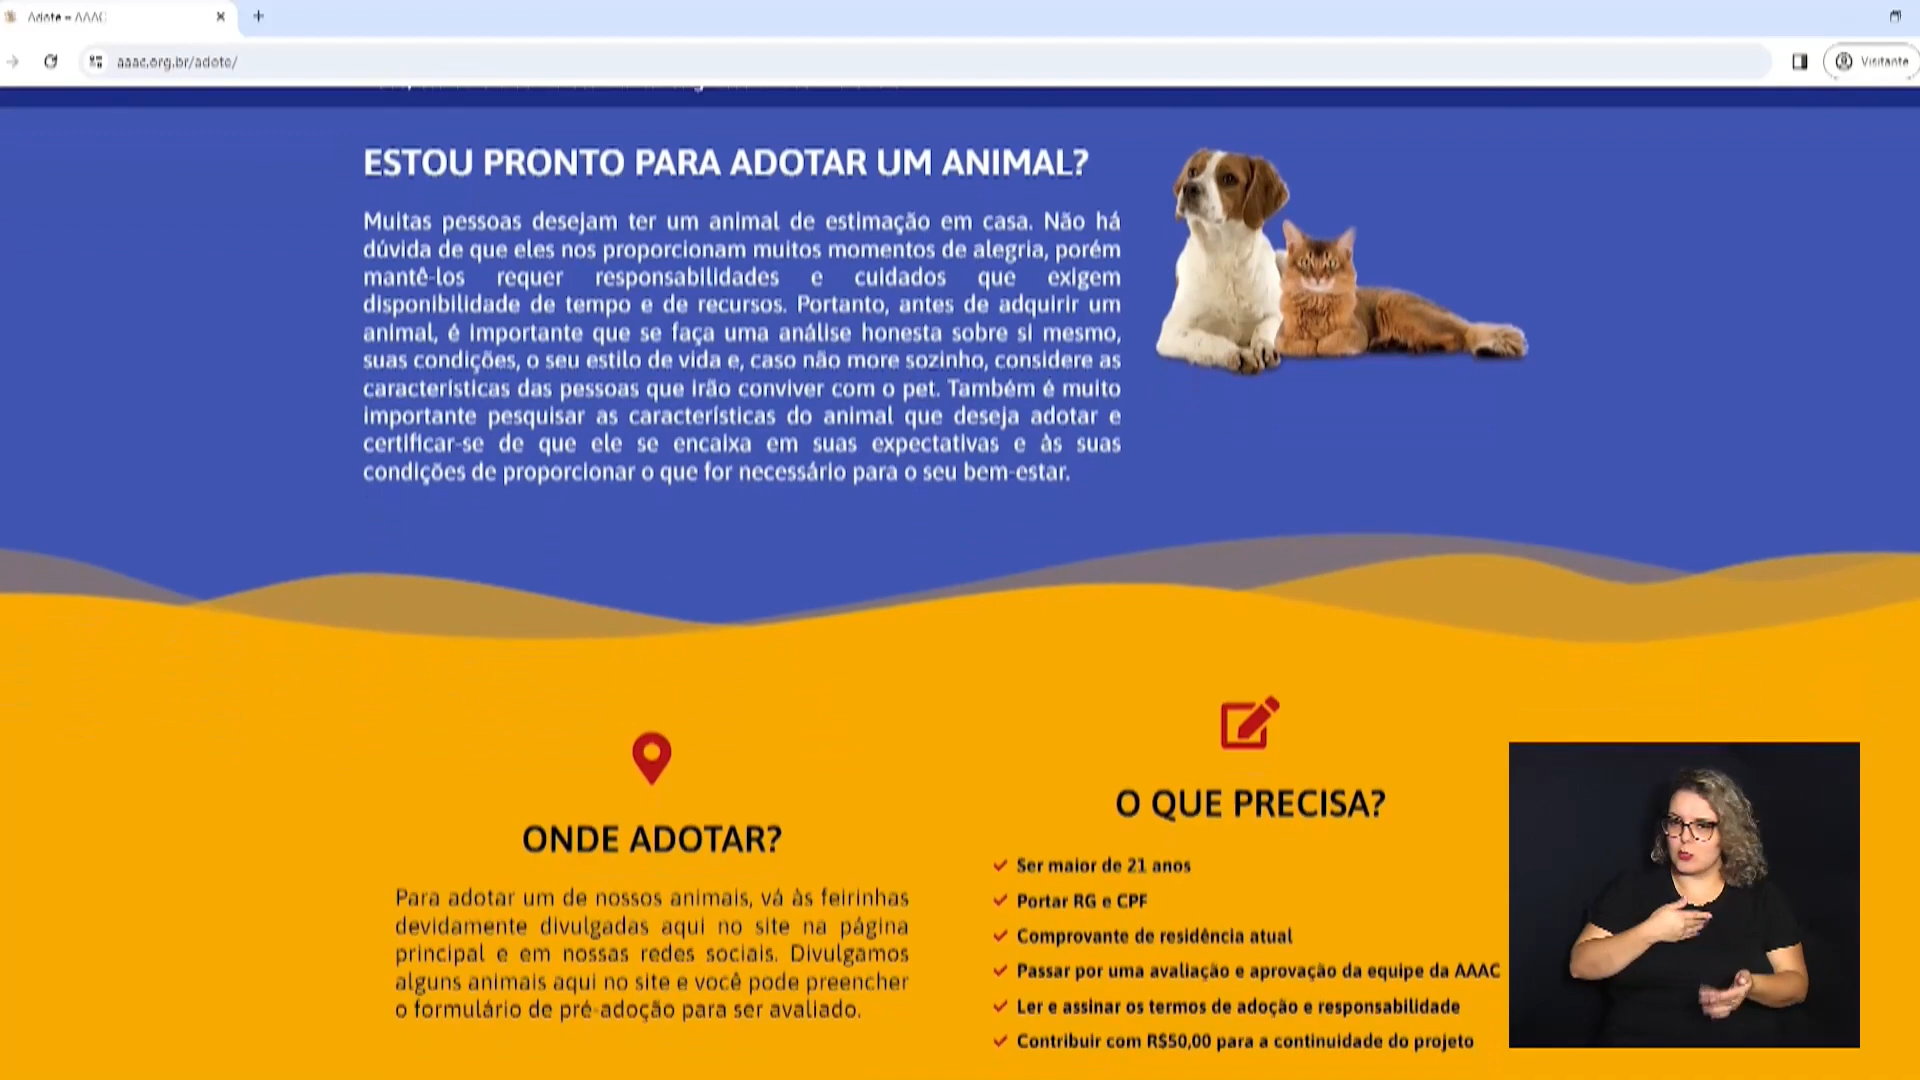 Adote – AAAC
aaac.org.br/adote/
Visitante
ESTOU PRONTO PARA ADOTAR UM ANIMAL?
Muitas pessoas desejam ter um animal de estimação em casa. Não há
dúvida de que eles nos proporcionam muitos momentos de alegria, porém
mantê-los requer responsabilidades e cuidados que exigem
disponibilidade de tempo e de recursos. Portanto, antes de adquirir um
animal, é importante que se faça uma análise honesta sobre si mesmo,
suas condições, o seu estilo de vida e, caso não more sozinho, considere as
características das pessoas que irão conviver com o pet. Também é muito
importante pesquisar as características do animal que deseja adotar e
certificar-se de que ele se encaixa em suas expectativas e às suas
condições de proporcionar o que for necessário para o seu bem-estar.
ONDE ADOTAR?
Para adotar um de nossos animais, vá às feirinhas
devidamente divulgadas aqui no site na página
principal e em nossas redes sociais. Divulgamos
alguns animais aqui no site e você pode preencher
o formulário de pré-adoção para ser avaliado.
O QUE PRECISA?
Ser maior de 21 anos
Portar RG e CPF
Comprovante de residência atual
Passar por uma avaliação e aprovação da equipe da AAAC
Ler e assinar os termos de adoção e responsabilidade
Contribuir com R$50,00 para a continuidade do projeto